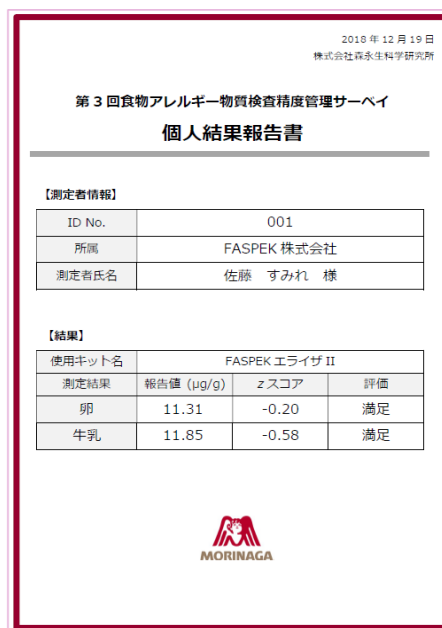 2018 年 12 月 19 日
株式会社森永生科学研究所
第 3 回食物アレルギー物質検査精度管理サーベイ
個人結果報告書
【測定者情報】
ID No. 001
所属 FASPEK 株式会社
測定者氏名 佐藤 すみれ 様
【結果】
使用キット名 FASPEK エライザ II
測定結果 報告値 (μg/g) z スコア 評価
卵 11.31 -0.20 満足
牛乳 11.85 -0.58 満足
MORINAGA